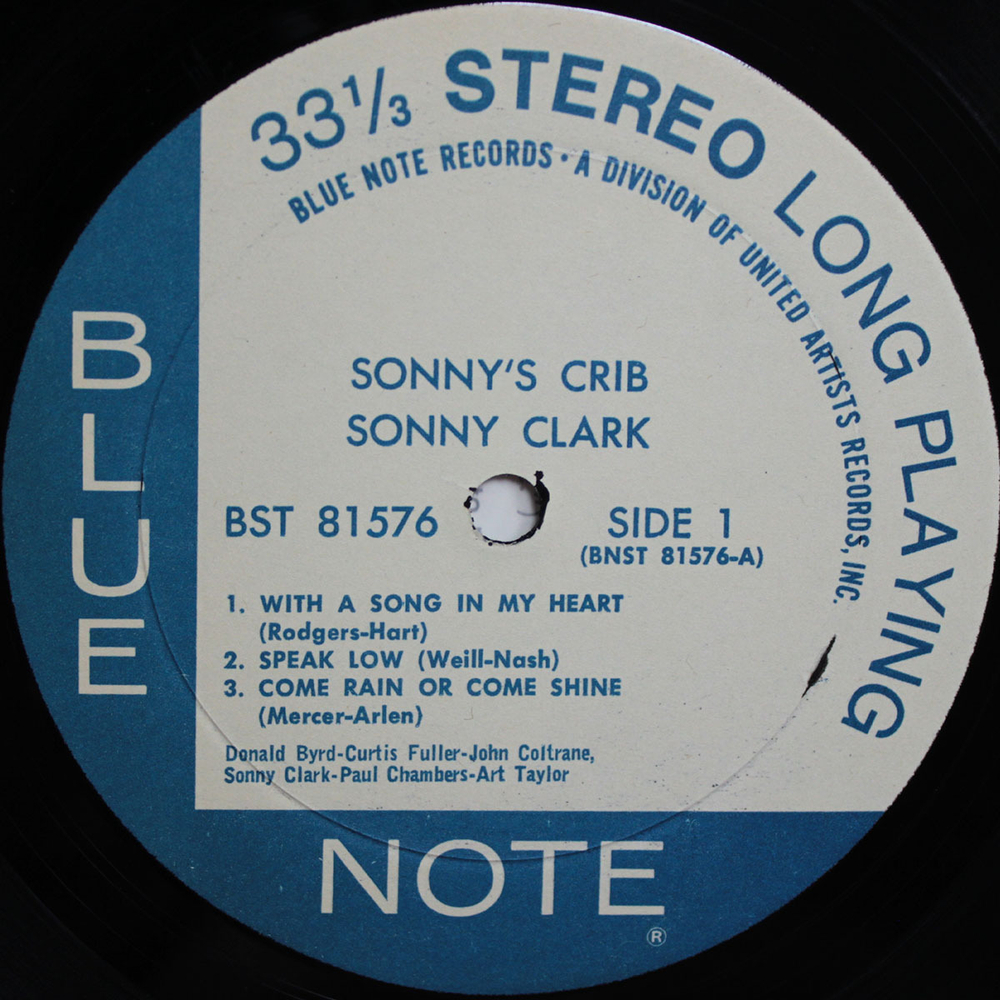 33⅓ STEREO LONG PLAYING
BLUE NOTE RECORDS • A DIVISION OF UNITED ARTISTS RECORDS, INC.
SONNY'S CRIB
SONNY CLARK
BST 81576
SIDE 1
(BNST 81576-A)
1. WITH A SONG IN MY HEART
(Rodgers-Hart)
2. SPEAK LOW (Weill-Nash)
3. COME RAIN OR COME SHINE
(Mercer-Arlen)
Donald Byrd-Curtis Fuller-John Coltrane,
Sonny Clark-Paul Chambers-Art Taylor
BLUE
NOTE
®